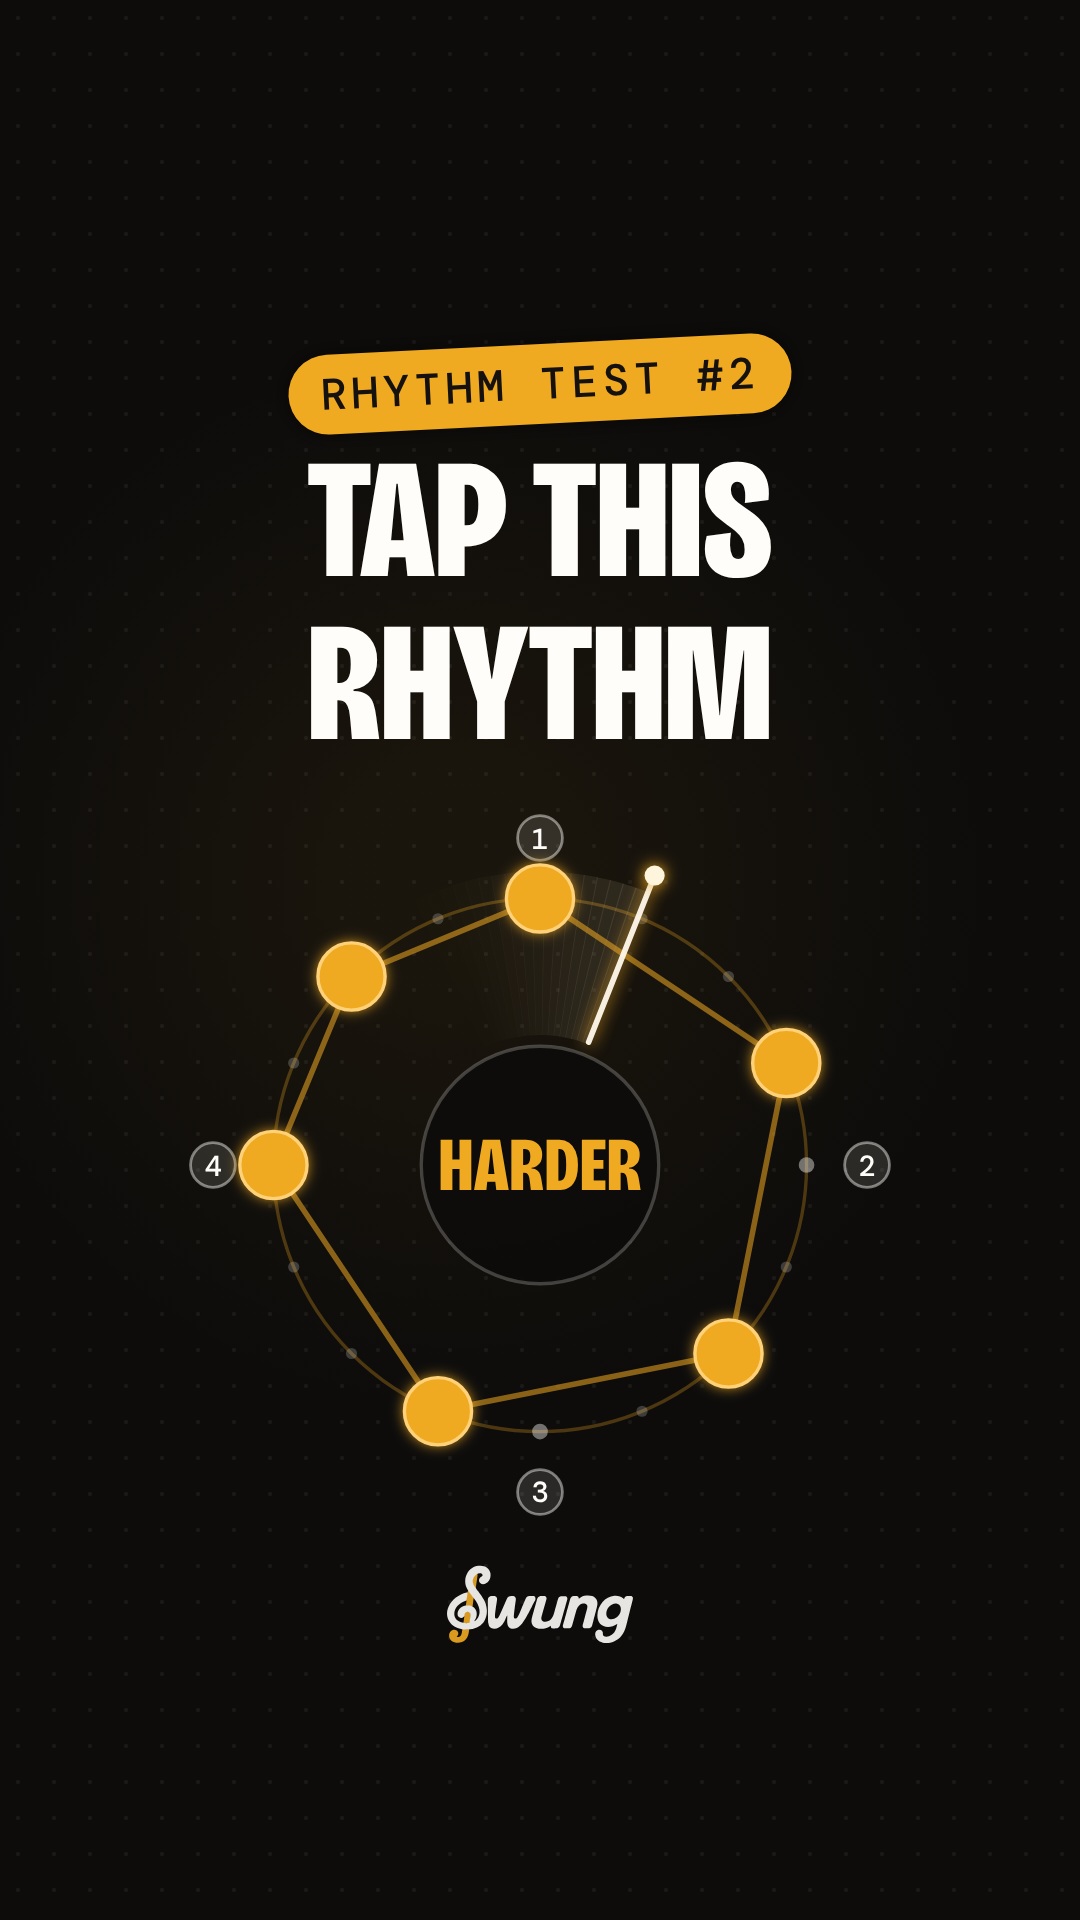 RHYTHM TEST #2
TAP THIS
RHYTHM
1
HARDER
4
2
3
Swung